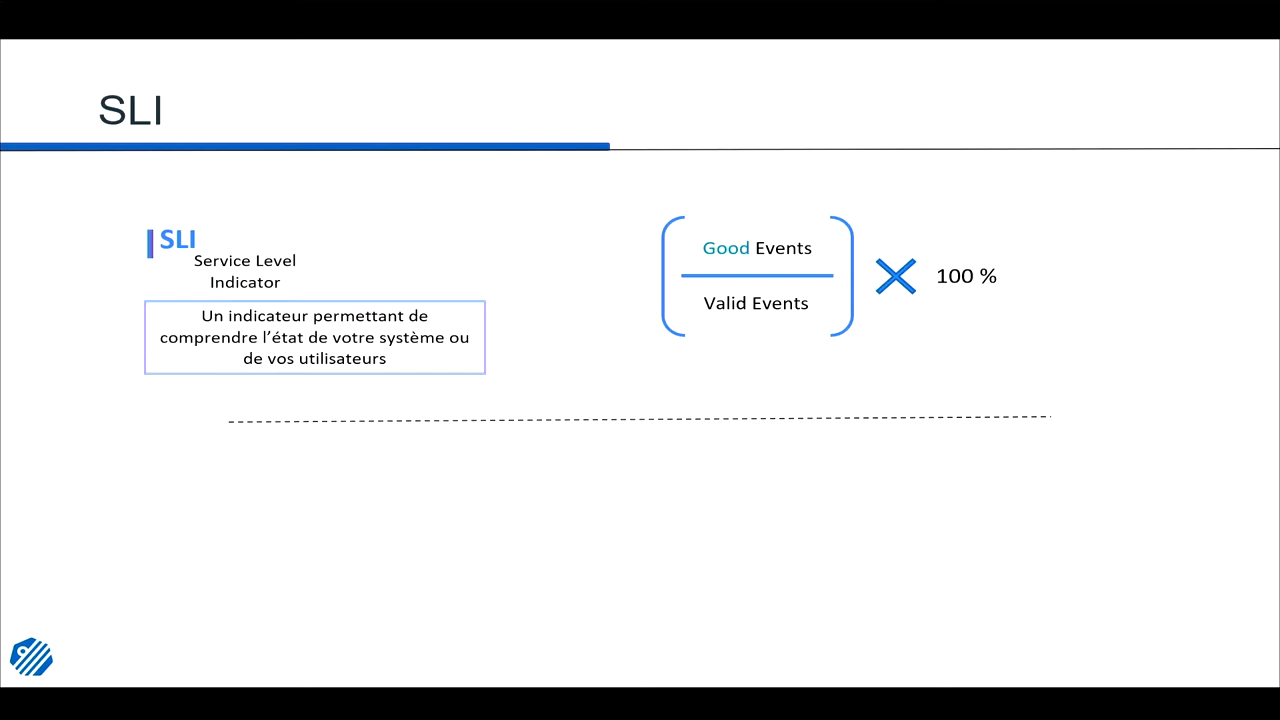 SLI
SLI
Service Level
Indicator
Un indicateur permettant de
comprendre l’état de votre système ou
de vos utilisateurs
Good Events
Valid Events
100 %